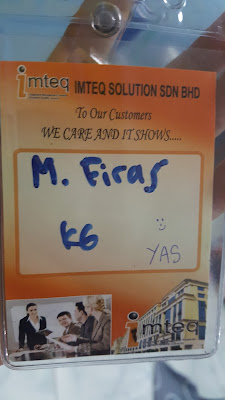 imteq
IMTEQ SOLUTION SDN BHD
To Our Customers
WE CARE AND IT SHOWS.....
M. Firas
K6
YAS
imteq